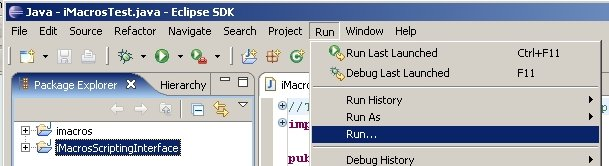 Java - iMacrosTest.java - Eclipse SDK
File Edit Source Refactor Navigate Search Project Run Window Help
Run Last Launched Ctrl+F11
Debug Last Launched F11
Package Explorer Hierarchy
iMacro
Run History
Run As
Run...
Debug History
imacros
iMacrosScriptingInterface
//T
imp
pub